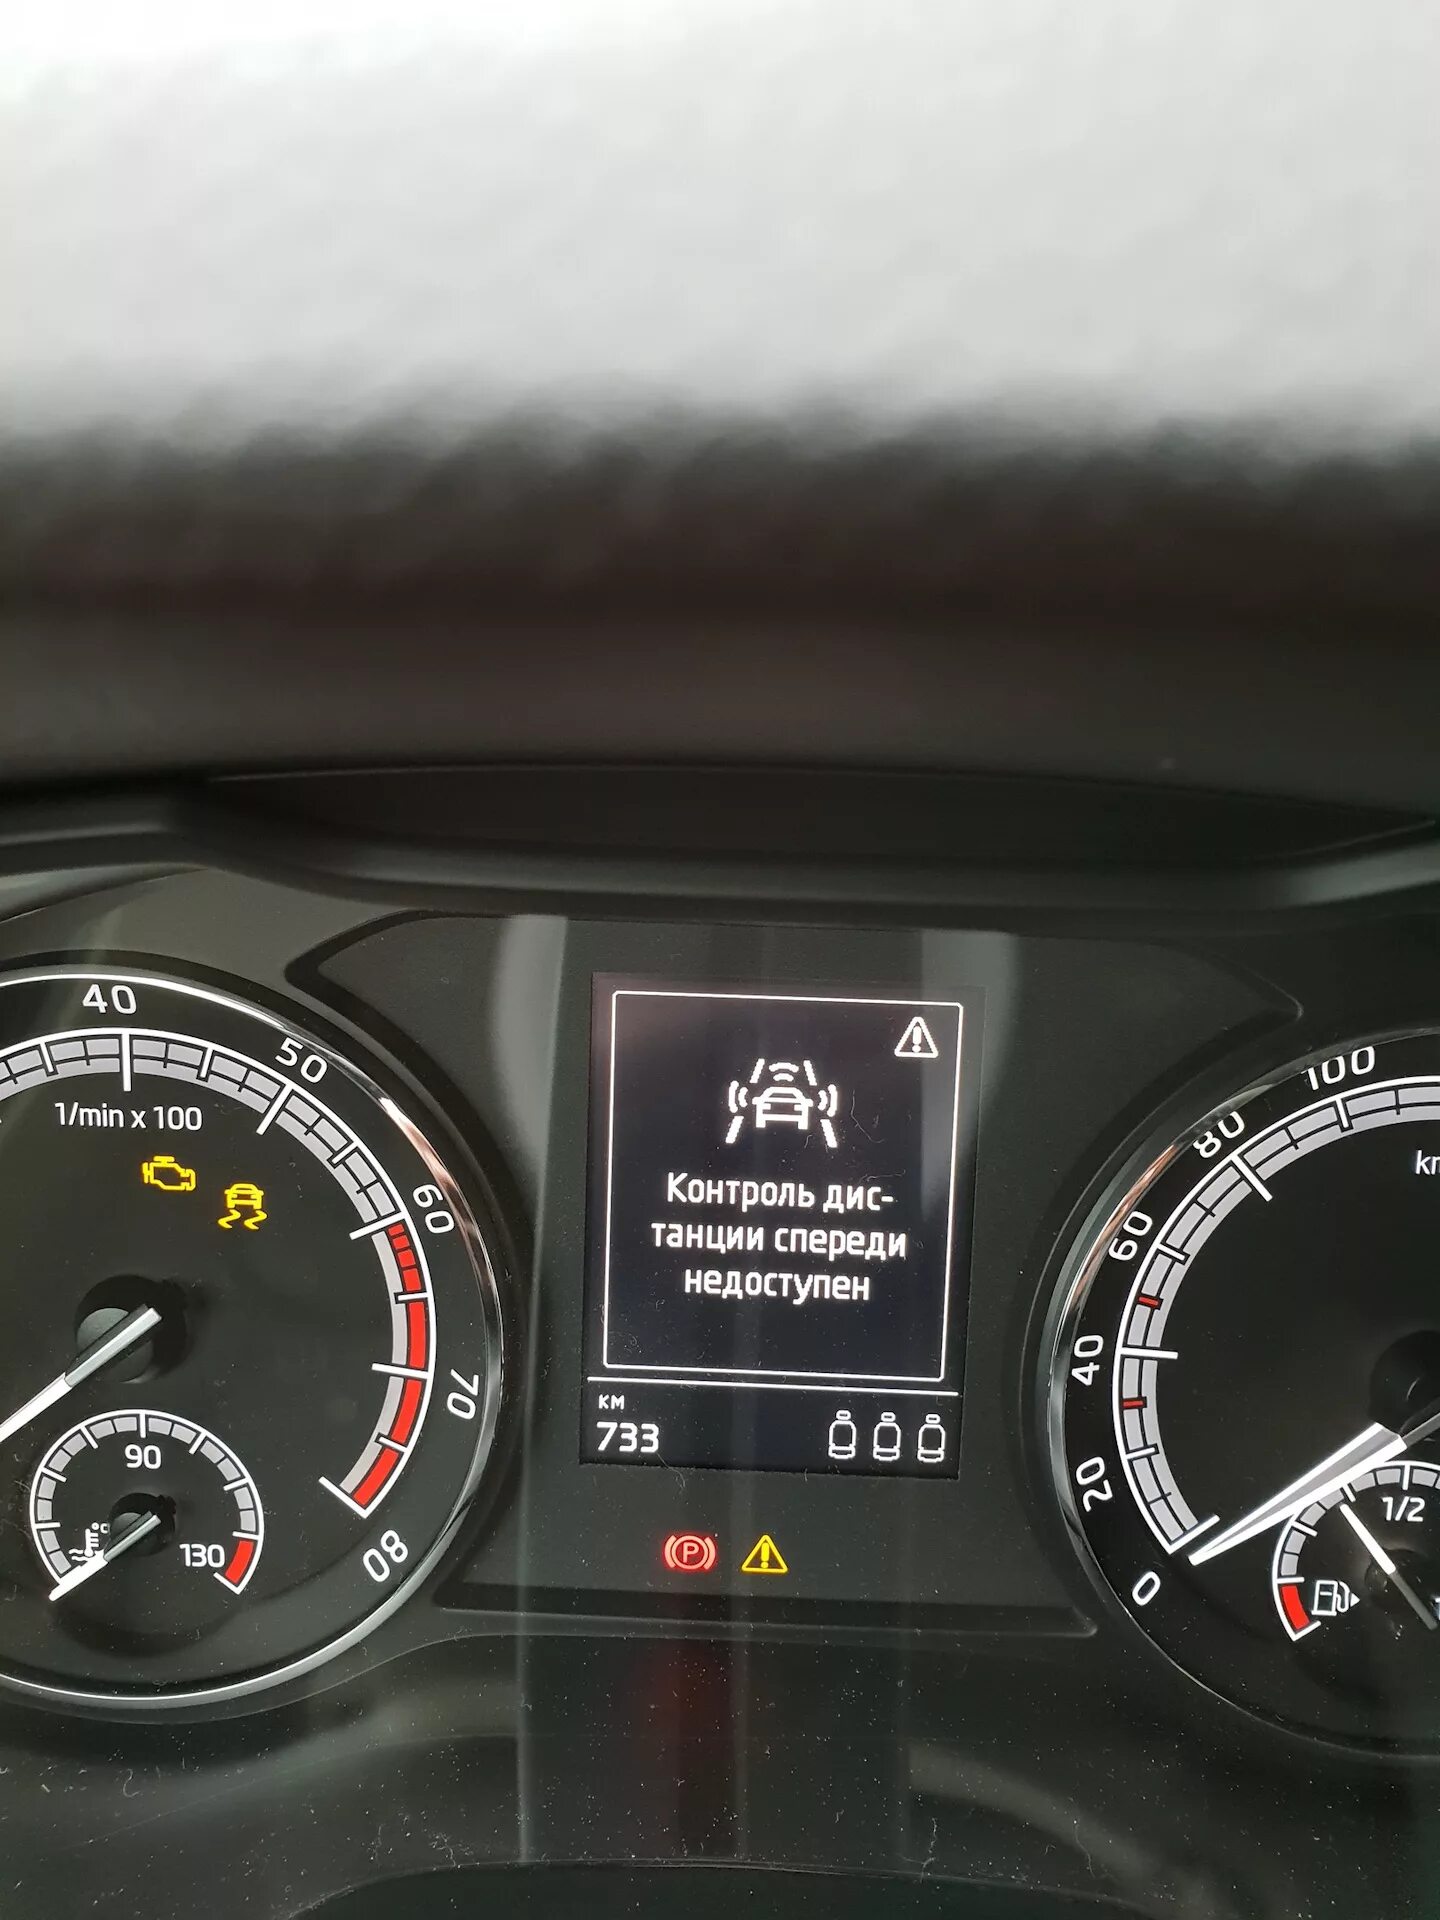 40
50
60
70
80
1/min x 100
90
130
°C
Контроль дис-
танции спереди
недоступен
КМ
733
P
100
80
60
40
20
0
1/2